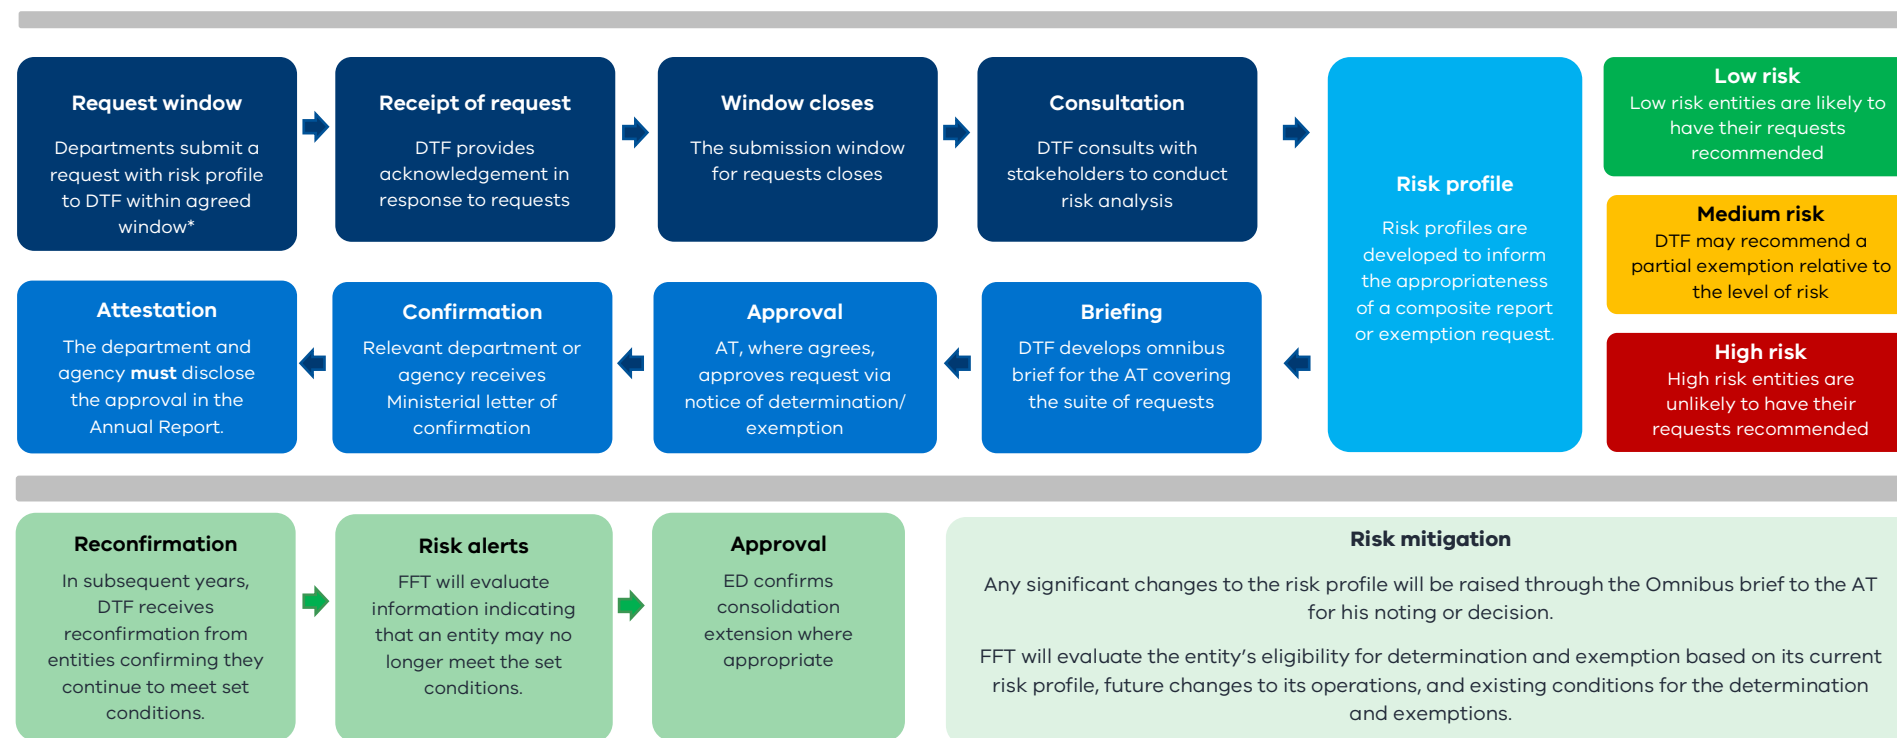 Request window
Departments submit a
request with risk profile
to DTF within agreed
window*
Receipt of request
DTF provides
acknowledgement in
response to requests
Window closes
The submission window
for requests closes
Consultation
DTF consults with
stakeholders to conduct
risk analysis
Risk profile
Risk profiles are
developed to inform
the appropriateness
of a composite report
or exemption request.
Low risk
Low risk entities are likely to
have their requests
recommended
Medium risk
DTF may recommend a
partial exemption relative to
the level of risk
High risk
High risk entities are
unlikely to have their
requests recommended
Briefing
DTF develops omnibus
brief for the AT covering
the suite of requests
Approval
AT, where agrees,
approves request via
notice of determination/
exemption
Confirmation
Relevant department or
agency receives
Ministerial letter of
confirmation
Attestation
The department and
agency must disclose
the approval in the
Annual Report.
Reconfirmation
In subsequent years,
DTF receives
reconfirmation from
entities confirming they
continue to meet set
conditions.
Risk alerts
FFT will evaluate
information indicating
that an entity may no
longer meet the set
conditions.
Approval
ED confirms
consolidation
extension where
appropriate
Risk mitigation
Any significant changes to the risk profile will be raised through the Omnibus brief to the AT
for his noting or decision.
FFT will evaluate the entity’s eligibility for determination and exemption based on its current
risk profile, future changes to its operations, and existing conditions for the determination
and exemptions.